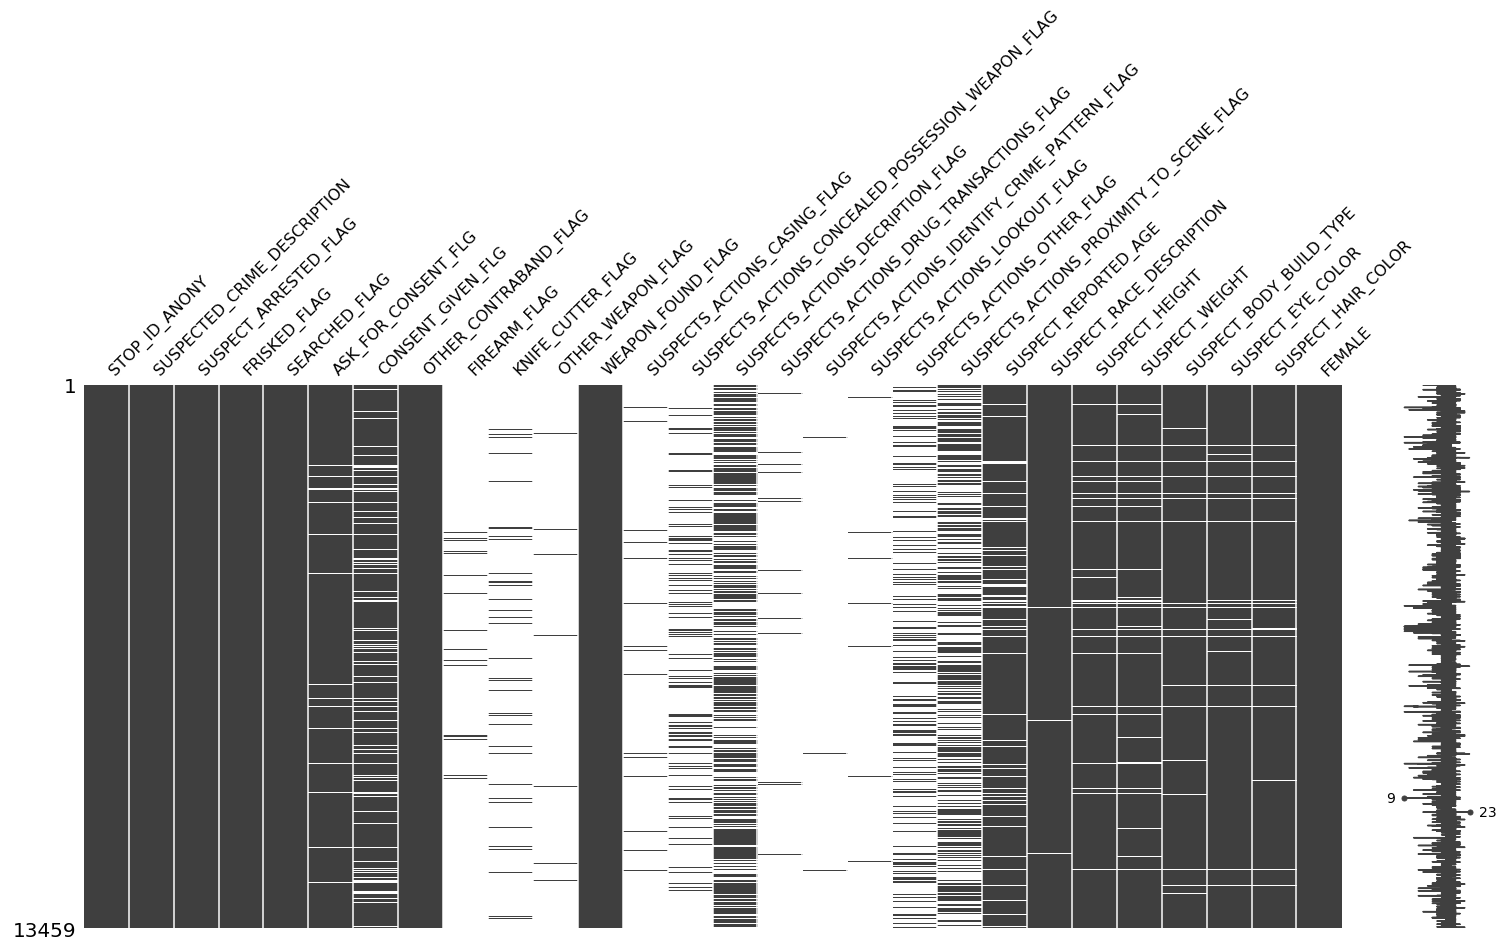 STOP_ID_ANONY
SUSPECTED_CRIME_DESCRIPTION
SUSPECT_ARRESTED_FLAG
FRISKED_FLAG
SEARCHED_FLAG
ASK_FOR_CONSENT_FLG
CONSENT_GIVEN_FLG
OTHER_CONTRABAND_FLAG
FIREARM_FLAG
KNIFE_CUTTER_FLAG
OTHER_WEAPON_FLAG
WEAPON_FOUND_FLAG
SUSPECTS_ACTIONS_CASING_FLAG
SUSPECTS_ACTIONS_CONCEALED_POSSESSION_WEAPON_FLAG
SUSPECTS_ACTIONS_DECRIPTION_FLAG
SUSPECTS_ACTIONS_DRUG_TRANSACTIONS_FLAG
SUSPECTS_ACTIONS_IDENTIFY_CRIME_PATTERN_FLAG
SUSPECTS_ACTIONS_LOOKOUT_FLAG
SUSPECTS_ACTIONS_OTHER_FLAG
SUSPECTS_ACTIONS_PROXIMITY_TO_SCENE_FLAG
SUSPECT_REPORTED_AGE
SUSPECT_RACE_DESCRIPTION
SUSPECT_HEIGHT
SUSPECT_WEIGHT
SUSPECT_BODY_BUILD_TYPE
SUSPECT_EYE_COLOR
SUSPECT_HAIR_COLOR
FEMALE
1
9
23
13459